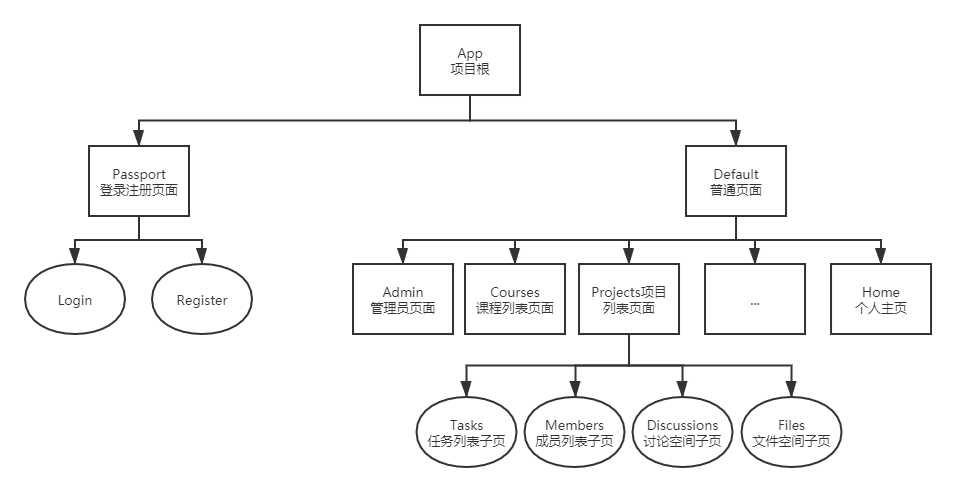 App
项目根
Passport
登录注册页面
Default
普通页面
Login
Register
Admin
管理员页面
Courses
课程列表页面
Projects项目
列表页面
...
Home
个人主页
Tasks
任务列表子页
Members
成员列表子页
Discussions
讨论空间子页
Files
文件空间子页